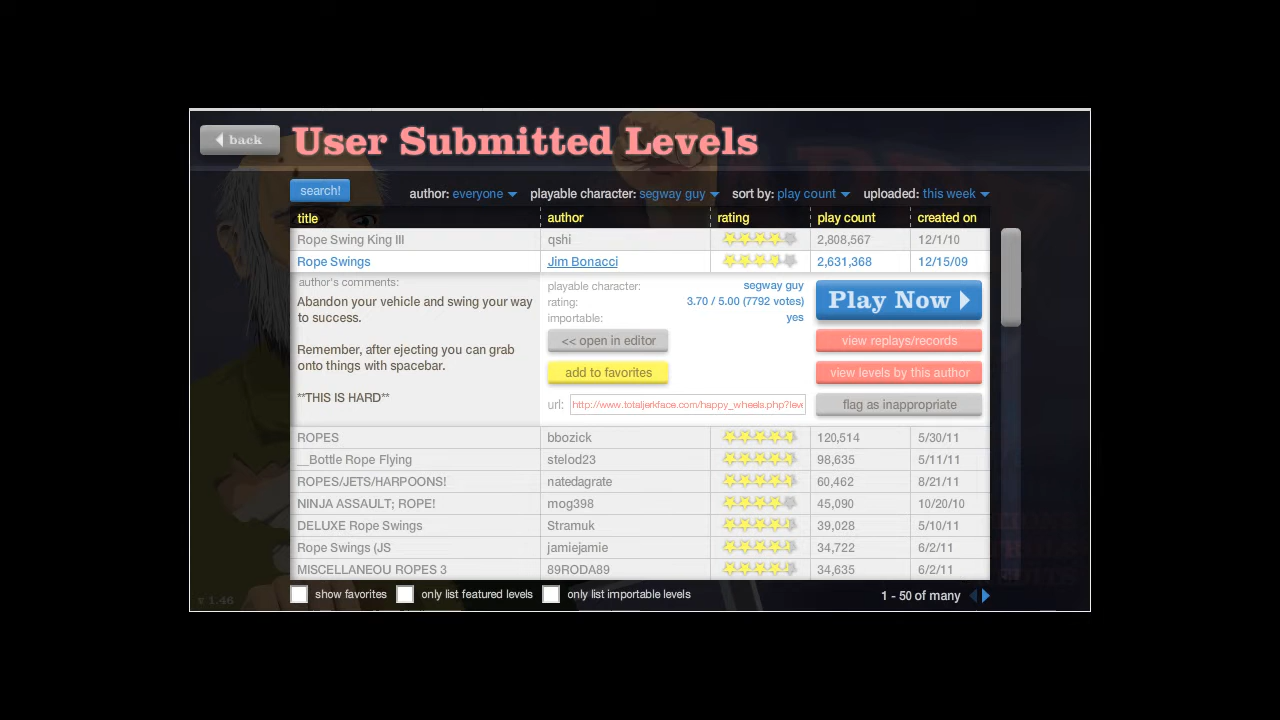 back
User Submitted Levels
search!
author: everyone playable character: segway guy sort by: play count uploaded: this week
title author rating play count created on
Rope Swing King III qshi 2,808,567 12/1/10
Rope Swings Jim Bonacci 2,631,368 12/15/09
author's comments:
Abandon your vehicle and swing your way
to success.
Remember, after ejecting you can grab
onto things with spacebar.
**THIS IS HARD**
playable character: segway guy
rating: 3.70 / 5.00 (7792 votes)
importable: yes
<< open in editor
add to favorites
url: http://www.totaljerkface.com/happy_wheels.php?leve
Play Now
view replays/records
view levels by this author
flag as inappropriate
ROPES bbozick 120,514 5/30/11
__Bottle Rope Flying stelod23 98,635 5/11/11
ROPES/JETS/HARPOONS! natedagrate 60,462 8/21/11
NINJA ASSAULT; ROPE! mog398 45,090 10/20/10
DELUXE Rope Swings Stramuk 39,028 5/10/11
Rope Swings (JS jamiejamie 34,722 6/2/11
MISCELLANEOU ROPES 3 89RODA89 34,635 6/2/11
show favorites only list featured levels only list importable levels 1 - 50 of many
v 1.46